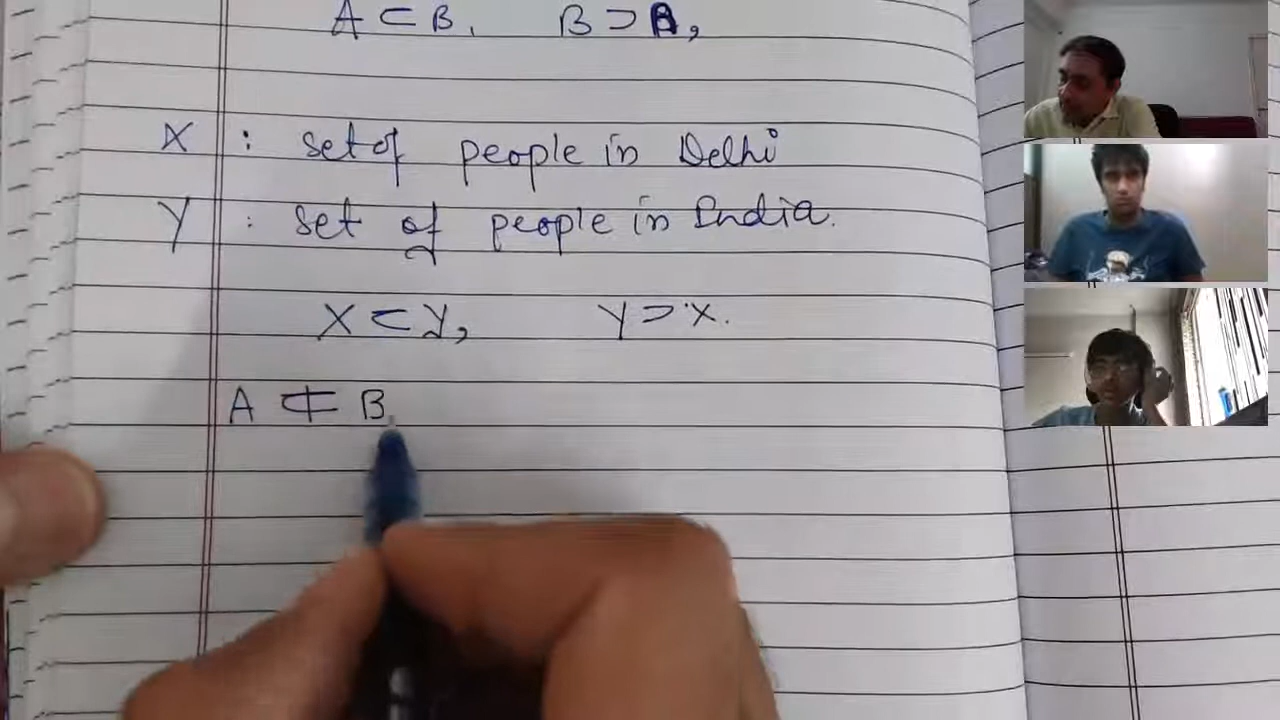 A ⊂ B, B ⊃ A,
X : set of people in Delhi
Y : set of people in India.
X ⊂ Y, Y ⊃ X.
A ⊄ B